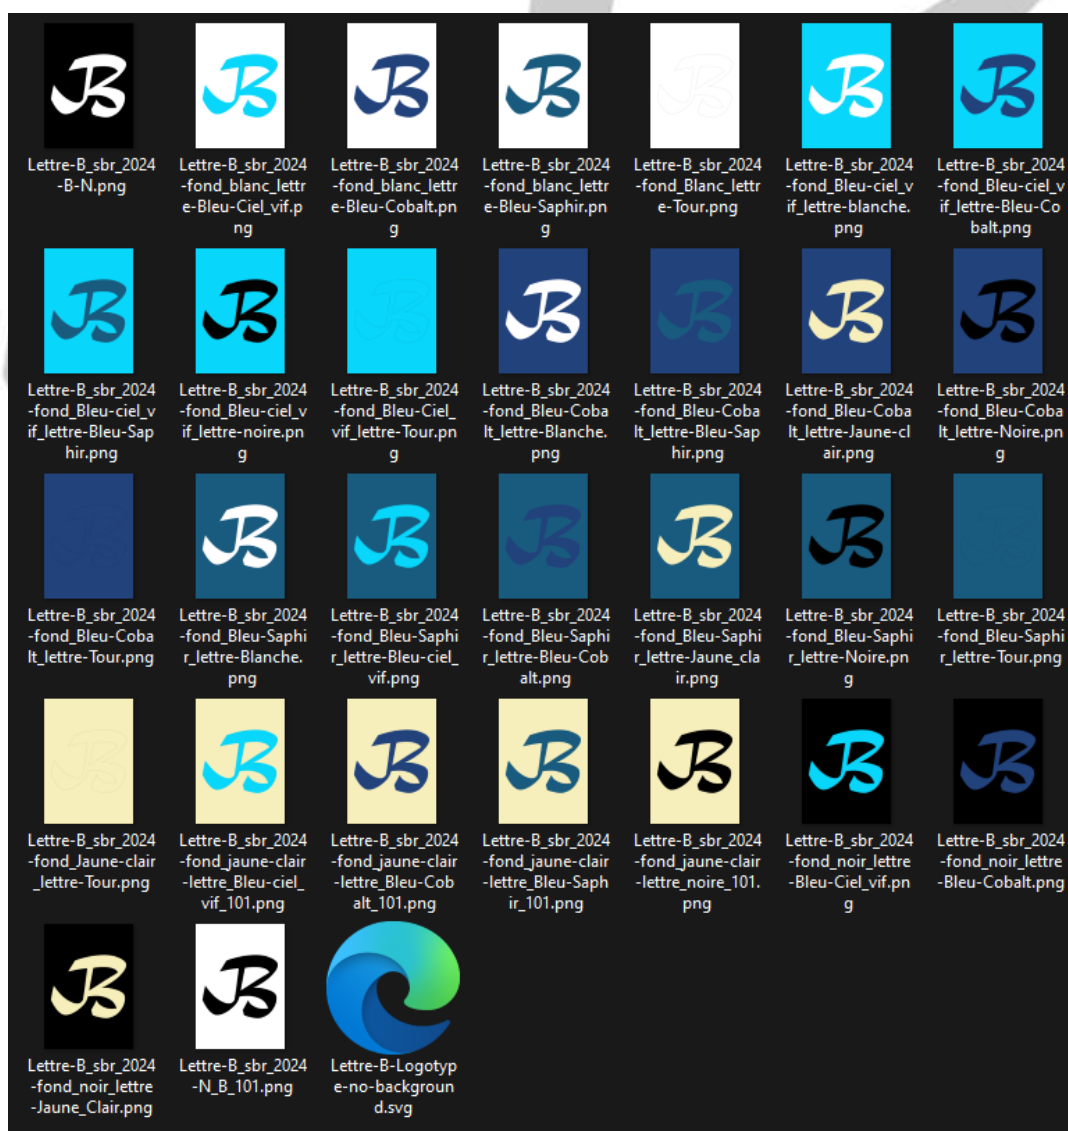 Lettre-B_sbr_2024
-B-N.png
Lettre-B_sbr_2024
-fond_blanc_lettr
e-Bleu-Ciel_vif.p
ng
Lettre-B_sbr_2024
-fond_blanc_lettr
e-Bleu-Cobalt.pn
g
Lettre-B_sbr_2024
-fond_blanc_lettr
e-Bleu-Saphir.pn
g
Lettre-B_sbr_2024
-fond_Blanc_lettr
e-Tour.png
Lettre-B_sbr_2024
-fond_Bleu-ciel_v
if_lettre-blanche.
png
Lettre-B_sbr_2024
-fond_Bleu-ciel_v
if_lettre-Bleu-Co
balt.png
Lettre-B_sbr_2024
-fond_Bleu-ciel_v
if_lettre-Bleu-Sap
hir.png
Lettre-B_sbr_2024
-fond_Bleu-ciel_v
if_lettre-noire.pn
g
Lettre-B_sbr_2024
-fond_Bleu-Ciel_
vif_lettre-Tour.pn
g
Lettre-B_sbr_2024
-fond_Bleu-Coba
lt_lettre-Blanche.
png
Lettre-B_sbr_2024
-fond_Bleu-Coba
lt_lettre-Bleu-Sap
hir.png
Lettre-B_sbr_2024
-fond_Bleu-Coba
lt_lettre-Jaune-cl
air.png
Lettre-B_sbr_2024
-fond_Bleu-Coba
lt_lettre-Noire.pn
g
Lettre-B_sbr_2024
-fond_Bleu-Coba
lt_lettre-Tour.png
Lettre-B_sbr_2024
-fond_Bleu-Saphi
r_lettre-Blanche.
png
Lettre-B_sbr_2024
-fond_Bleu-Saphi
r_lettre-Bleu-ciel_
vif.png
Lettre-B_sbr_2024
-fond_Bleu-Saphi
r_lettre-Bleu-Cob
alt.png
Lettre-B_sbr_2024
-fond_Bleu-Saphi
r_lettre-Jaune_cla
ir.png
Lettre-B_sbr_2024
-fond_Bleu-Saphi
r_lettre-Noire.pn
g
Lettre-B_sbr_2024
-fond_Bleu-Saphi
r_lettre-Tour.png
Lettre-B_sbr_2024
-fond_Jaune-clair
_lettre-Tour.png
Lettre-B_sbr_2024
-fond_jaune-clair
-lettre_Bleu-ciel_
vif_101.png
Lettre-B_sbr_2024
-fond_jaune-clair
-lettre_Bleu-Cob
alt_101.png
Lettre-B_sbr_2024
-fond_jaune-clair
-lettre_Bleu-Saph
ir_101.png
Lettre-B_sbr_2024
-fond_jaune-clair
-lettre_noire_101.
png
Lettre-B_sbr_2024
-fond_noir_lettre
-Bleu-Ciel_vif.pn
g
Lettre-B_sbr_2024
-fond_noir_lettre
-Bleu-Cobalt.png
Lettre-B_sbr_2024
-fond_noir_lettre
-Jaune_Clair.png
Lettre-B_sbr_2024
-N_B_101.png
Lettre-B-Logotyp
e-no-backgroun
d.svg